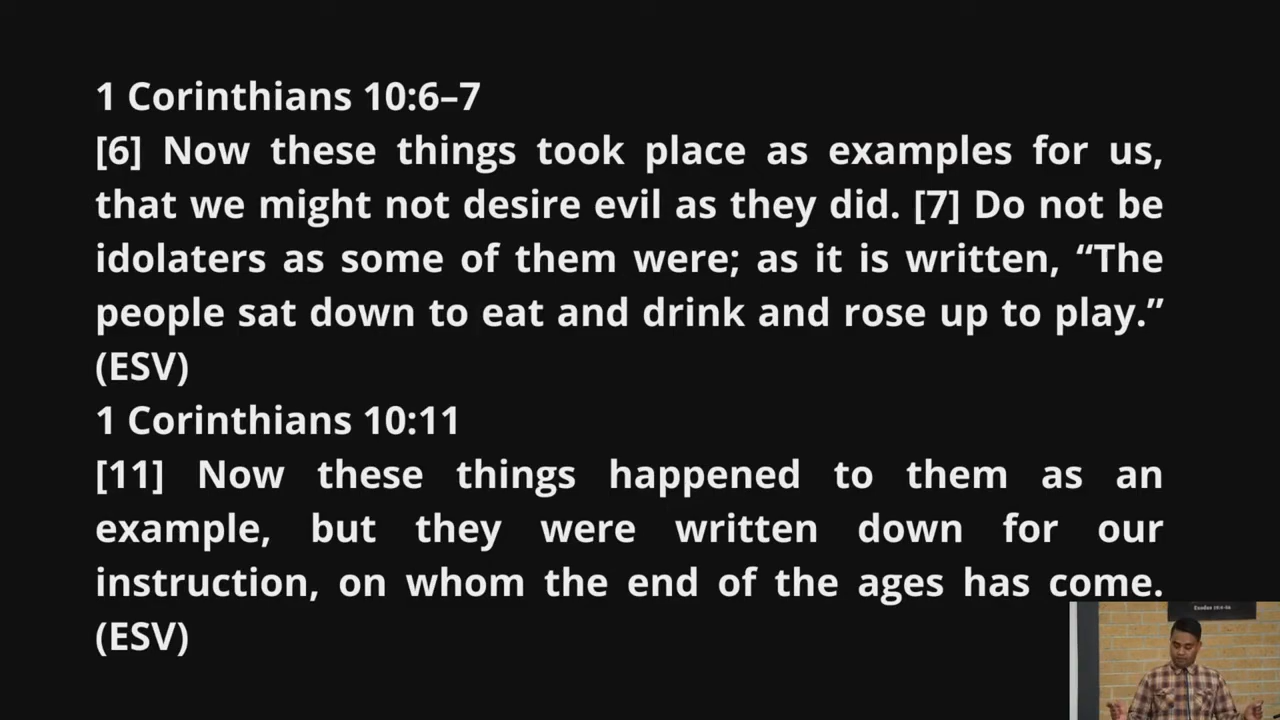 1 Corinthians 10:6–7
[6] Now these things took place as examples for us,
that we might not desire evil as they did. [7] Do not be
idolaters as some of them were; as it is written, “The
people sat down to eat and drink and rose up to play.”
(ESV)
1 Corinthians 10:11
[11] Now these things happened to them as an
example, but they were written down for our
instruction, on whom the end of the ages has come.
(ESV)
Exodus